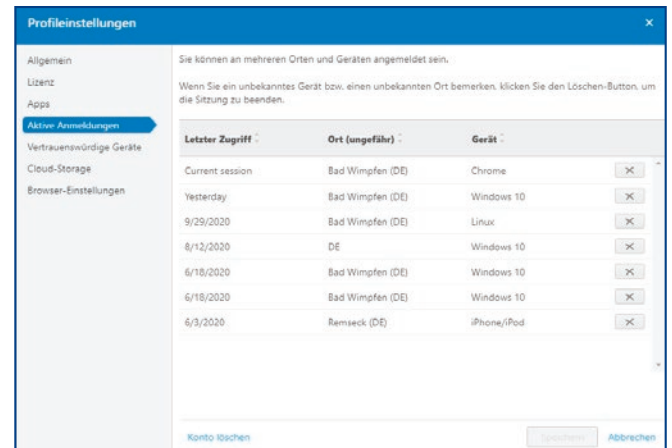 Profileinstellungen ×
Allgemein
Lizenz
Apps
Aktive Anmeldungen
Vertrauenswürdige Geräte
Cloud-Storage
Browser-Einstellungen
Sie können an mehreren Orten und Geräten angemeldet sein.
Wenn Sie ein unbekanntes Gerät bzw. einen unbekannten Ort bemerken, klicken Sie den Löschen-Button, um
die Sitzung zu beenden.
Letzter Zugriff Ort (ungefähr) Gerät
Current session Bad Wimpfen (DE) Chrome
Yesterday Bad Wimpfen (DE) Windows 10
9/29/2020 Bad Wimpfen (DE) Linux
8/12/2020 DE Windows 10
6/18/2020 Bad Wimpfen (DE) Windows 10
6/18/2020 Bad Wimpfen (DE) Windows 10
6/3/2020 Remseck (DE) iPhone/iPod
Konto löschen Speichern Abbrechen